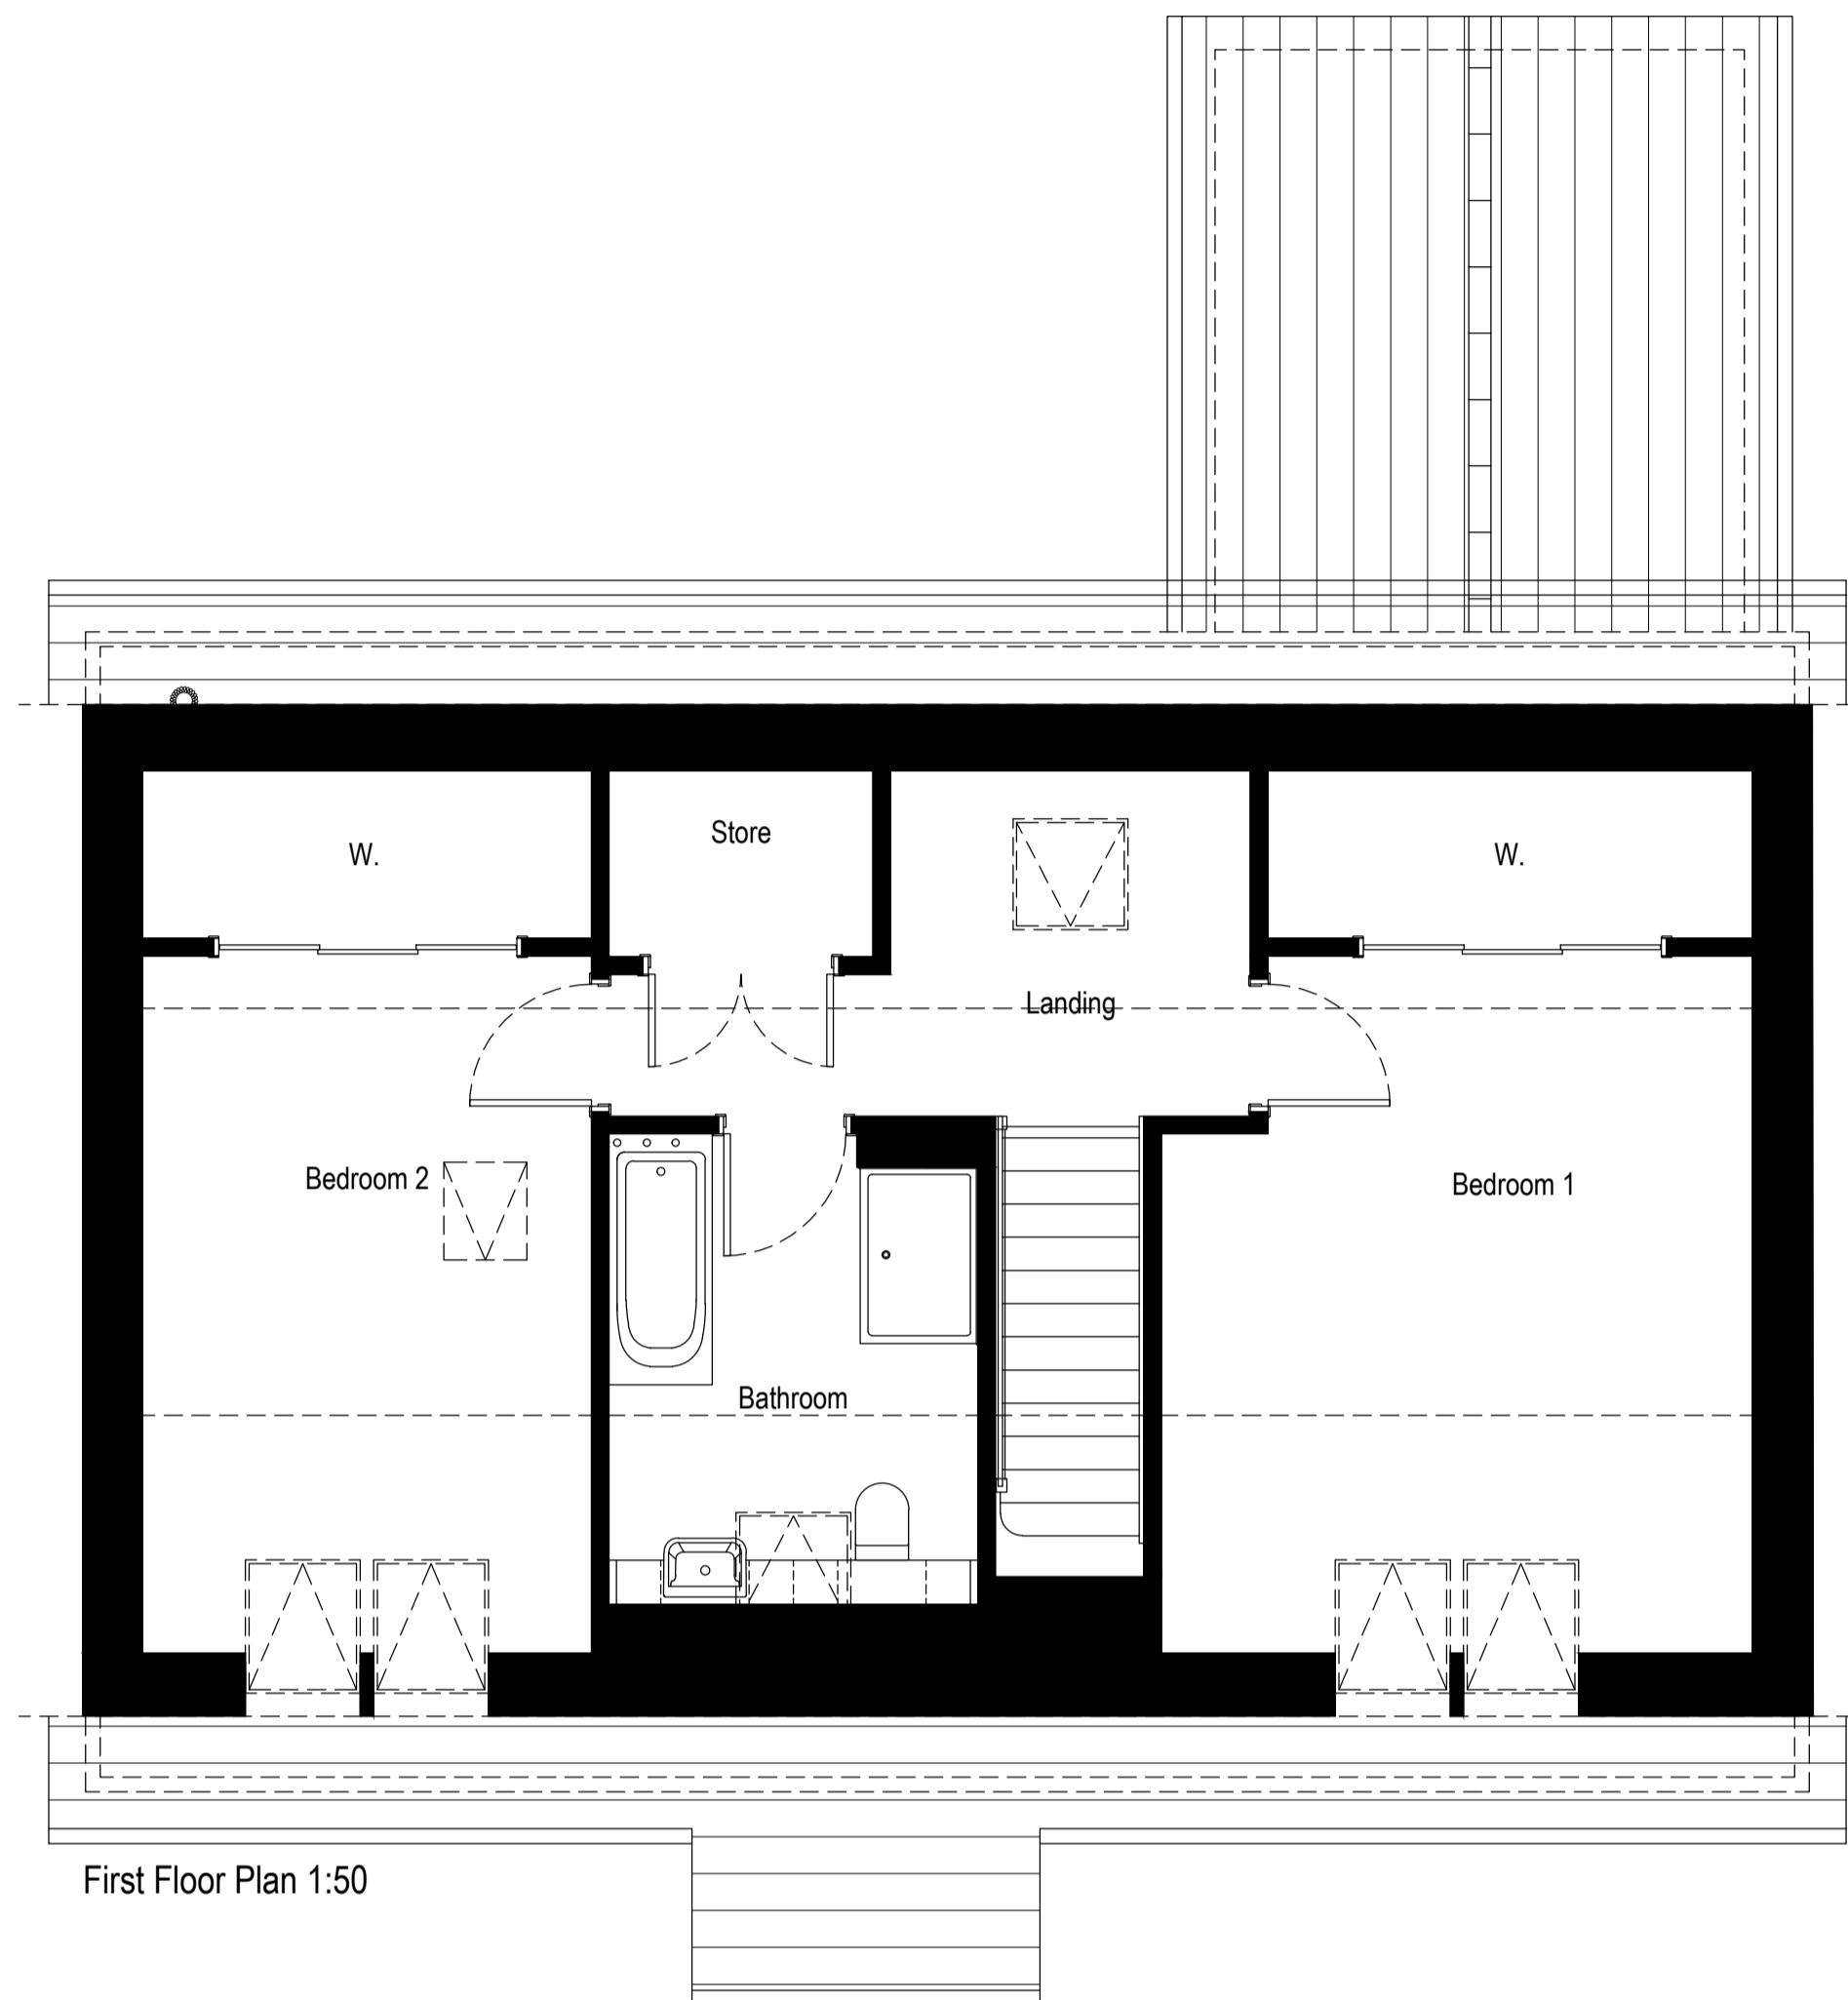 Store
W.
W.
Landing
Bedroom 2
Bedroom 1
Bathroom
First Floor Plan 1:50